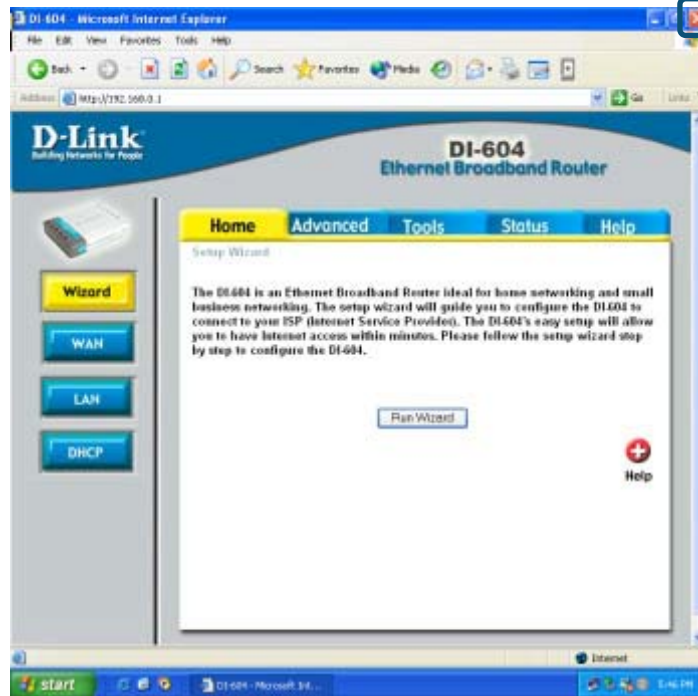 DI-604 - Microsoft Internet Explorer
File Edit View Favorites Tools Help
Back Search Favorites Media
Address http://192.168.0.1 Go Links
D-Link
Building Networks for People
DI-604
Ethernet Broadband Router
Home Advanced Tools Status Help
Setup Wizard
Wizard
WAN
LAN
DHCP
The DI-604 is an Ethernet Broadband Router ideal for home networking and small
business networking. The setup wizard will guide you to configure the DI-604 to
connect to your ISP (Internet Service Provider). The DI-604's easy setup will allow
you to have Internet access within minutes. Please follow the setup wizard step
by step to configure the DI-604.
Run Wizard
Help
Internet
start DI-604 - Microsoft Int...